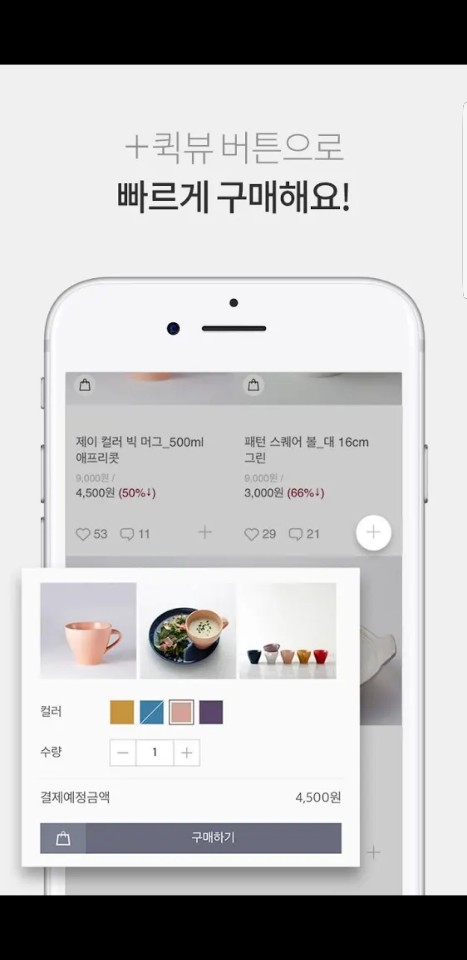 +퀵뷰 버튼으로
빠르게 구매해요!
제이 컬러 빅 머그_500ml
애프리콧
9,000원 /
4,500원 (50%↓)
53 11 +
패턴 스퀘어 볼_대 16cm
그린
9,000원 /
3,000원 (66%↓)
29 21 +
컬러
수량 － 1 +
결제예정금액 4,500원
구매하기
+